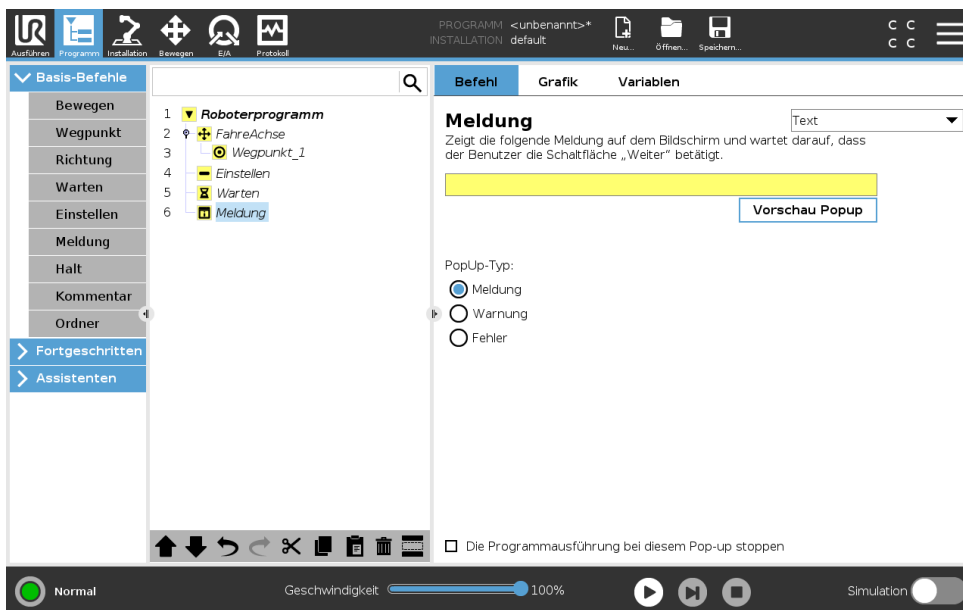 UR
PROGRAMM <unbenannt>*
INSTALLATION default
C C
C C
Ausführen Programm Installation Bewegen E/A Protokoll Neu... Öffnen... Speichern...
Basis-Befehle
Bewegen
Wegpunkt
Richtung
Warten
Einstellen
Meldung
Halt
Kommentar
Ordner
Fortgeschritten
Assistenten
1 Roboterprogramm
2 FahreAchse
3 Wegpunkt_1
4 Einstellen
5 Warten
6 Meldung
Befehl Grafik Variablen
Meldung Text
Zeigt die folgende Meldung auf dem Bildschirm und wartet darauf, dass
der Benutzer die Schaltfläche „Weiter“ betätigt.
Vorschau Popup
PopUp-Typ:
Meldung
Warnung
Fehler
Die Programmausführung bei diesem Pop-up stoppen
Normal Geschwindigkeit 100% Simulation